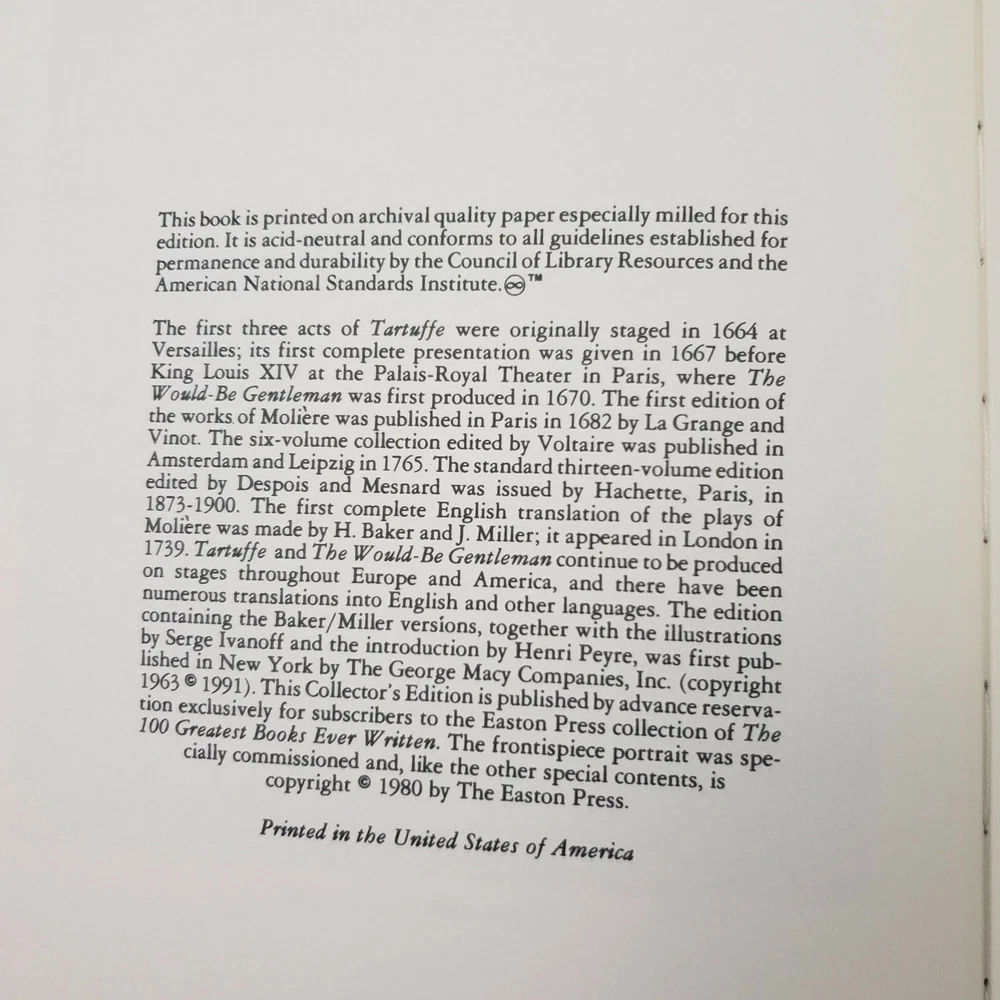 This book is printed on archival quality paper especially milled for this
edition. It is acid-neutral and conforms to all guidelines established for
permanence and durability by the Council of Library Resources and the
American National Standards Institute.♾™
The first three acts of Tartuffe were originally staged in 1664 at
Versailles; its first complete presentation was given in 1667 before
King Louis XIV at the Palais-Royal Theater in Paris, where The
Would-Be Gentleman was first produced in 1670. The first edition of
the works of Molière was published in Paris in 1682 by La Grange and
Vinot. The six-volume collection edited by Voltaire was published in
Amsterdam and Leipzig in 1765. The standard thirteen-volume edition
edited by Despois and Mesnard was issued by Hachette, Paris, in
1873-1900. The first complete English translation of the plays of
Molière was made by H. Baker and J. Miller; it appeared in London in
1739. Tartuffe and The Would-Be Gentleman continue to be produced
on stages throughout Europe and America, and there have been
numerous translations into English and other languages. The edition
containing the Baker/Miller versions, together with the illustrations
by Serge Ivanoff and the introduction by Henri Peyre, was first pub-
lished in New York by The George Macy Companies, Inc. (copyright
1963 © 1991). This Collector's Edition is published by advance reserva-
tion exclusively for subscribers to the Easton Press collection of The
100 Greatest Books Ever Written. The frontispiece portrait was spe-
cially commissioned and, like the other special contents, is
copyright © 1980 by The Easton Press.
Printed in the United States of America